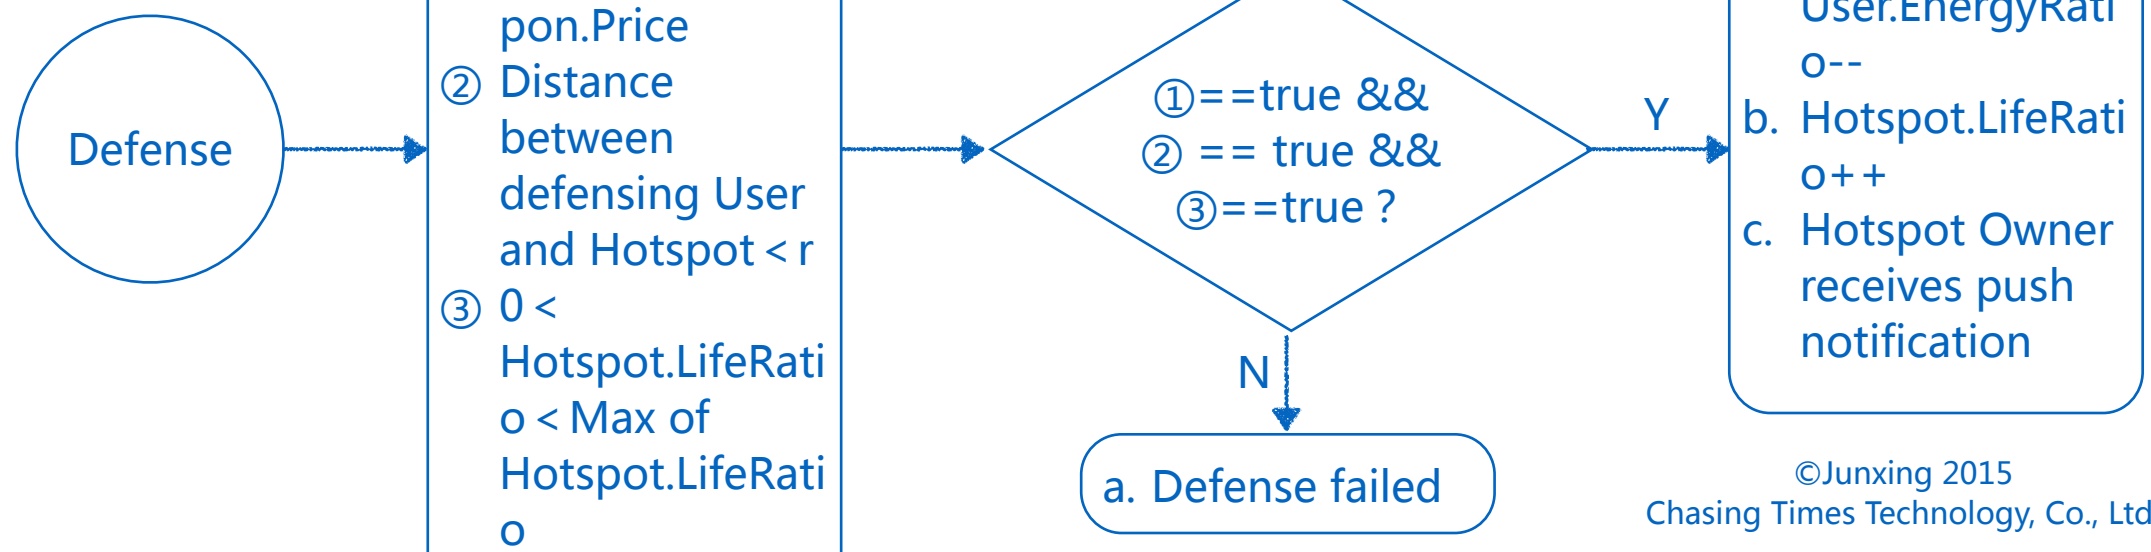 Defense
pon.Price
② Distance
between
defensing User
and Hotspot < r
③ 0 <
Hotspot.LifeRati
o < Max of
Hotspot.LifeRati
o
①==true &&
② == true &&
③==true ?
Y
N
a. Defense failed
User.EnergyRati
o--
b. Hotspot.LifeRati
o++
c. Hotspot Owner
receives push
notification
©Junxing 2015
Chasing Times Technology, Co., Ltd